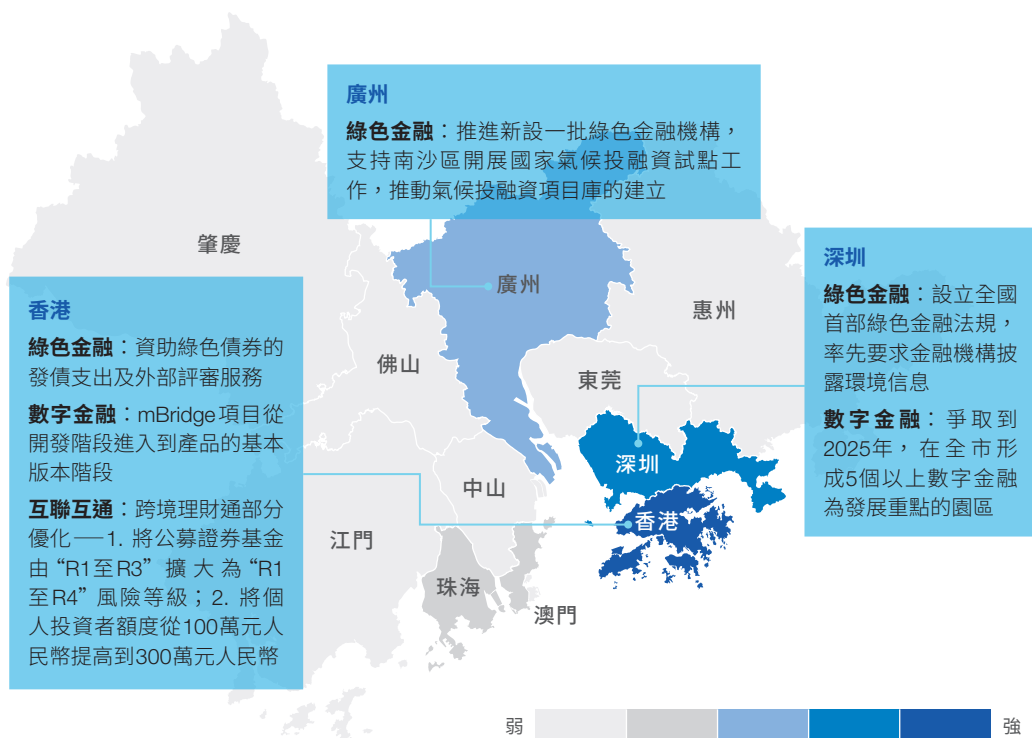 廣州
綠色金融：推進新設一批綠色金融機構，
支持南沙區開展國家氣候投融資試點工
作，推動氣候投融資項目庫的建立
肇慶
廣州
惠州
佛山
東莞
深圳
香港
中山
江門
珠海
澳門
香港
綠色金融：資助綠色債券的
發債支出及外部評審服務
數字金融：mBridge項目從
開發階段進入到產品的基本
版本階段
互聯互通：跨境理財通部分
優化——1. 將公募證券基金
由“R1至R3”擴大為“R1
至R4”風險等級；2. 將個
人投資者額度從100萬元人
民幣提高到300萬元人民幣
深圳
綠色金融：設立全國
首部綠色金融法規，
率先要求金融機構披
露環境信息
數字金融：爭取到
2025年，在全市形
成5個以上數字金融
為發展重點的園區
弱
強